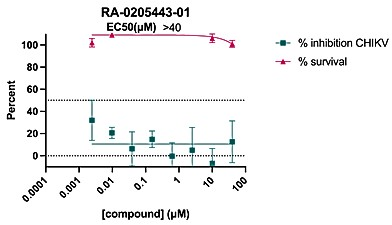 RA-0205443-01
EC50(µM) >40
% inhibition CHIKV
% survival
Percent
100
80
60
40
20
0
0.0001
0.001
0.01
0.1
1
10
100
[compound] (µM)